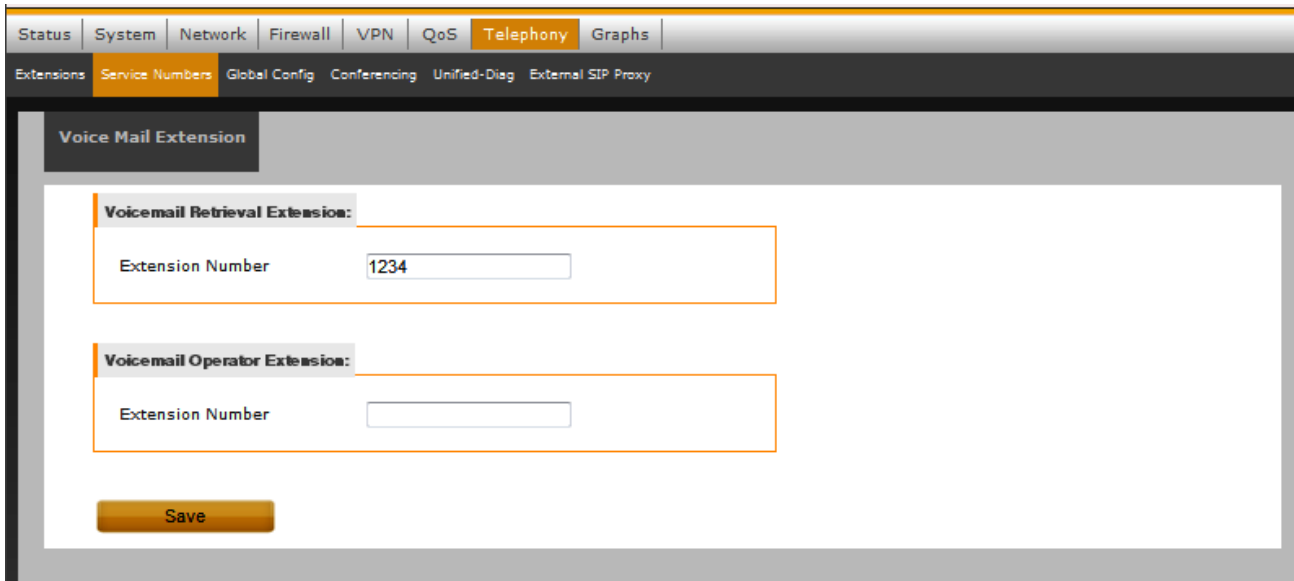 Status System Network Firewall VPN QoS Telephony Graphs
Extensions Service Numbers Global Config Conferencing Unified-Diag External SIP Proxy
Voice Mail Extension
Voicemail Retrieval Extension:
Extension Number 1234
Voicemail Operator Extension:
Extension Number
Save